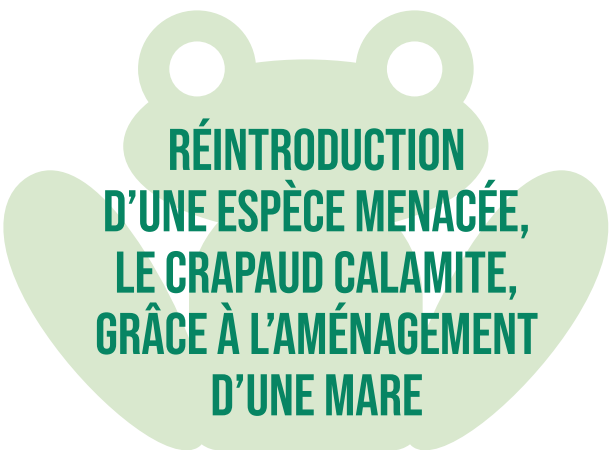 RÉINTRODUCTION
D’UNE ESPÈCE MENACÉE,
LE CRAPAUD CALAMITE,
GRÂCE À L’AMÉNAGEMENT
D’UNE MARE